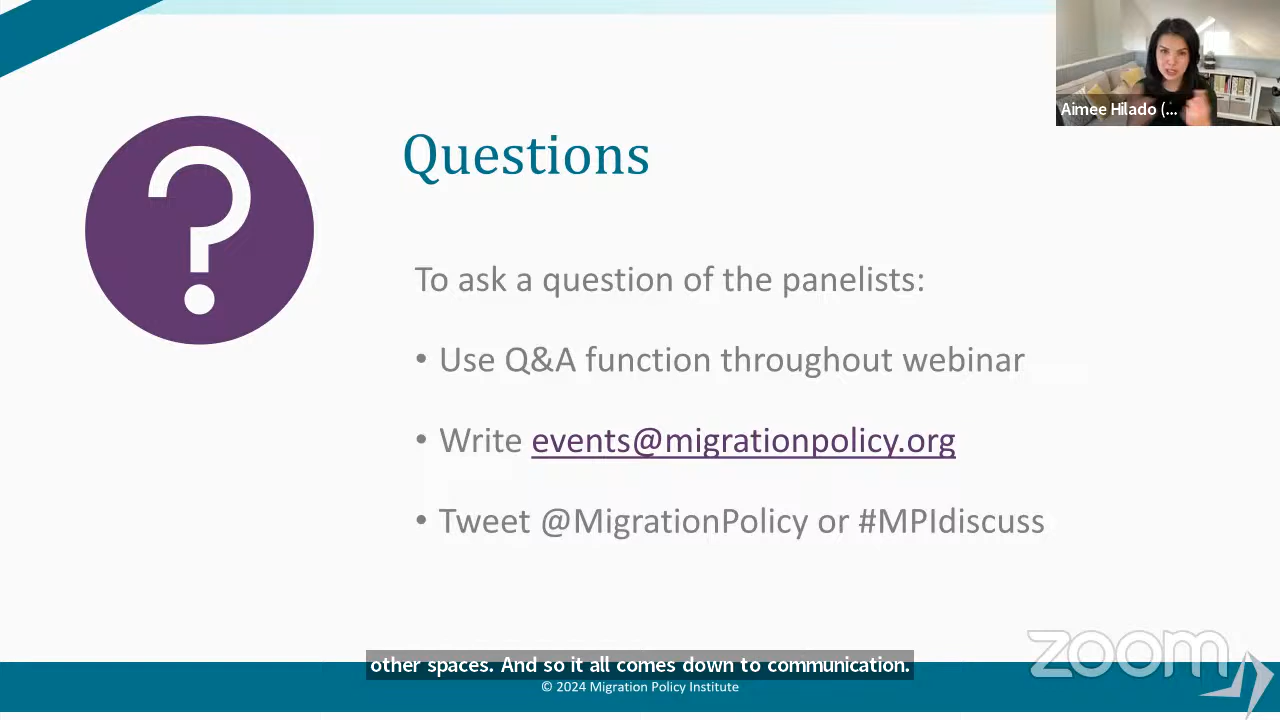 Aimee Hilado (...
?
Questions
To ask a question of the panelists:
• Use Q&A function throughout webinar
• Write events@migrationpolicy.org
• Tweet @MigrationPolicy or #MPIdiscuss
zoom
other spaces. And so it all comes down to communication.
© 2024 Migration Policy Institute